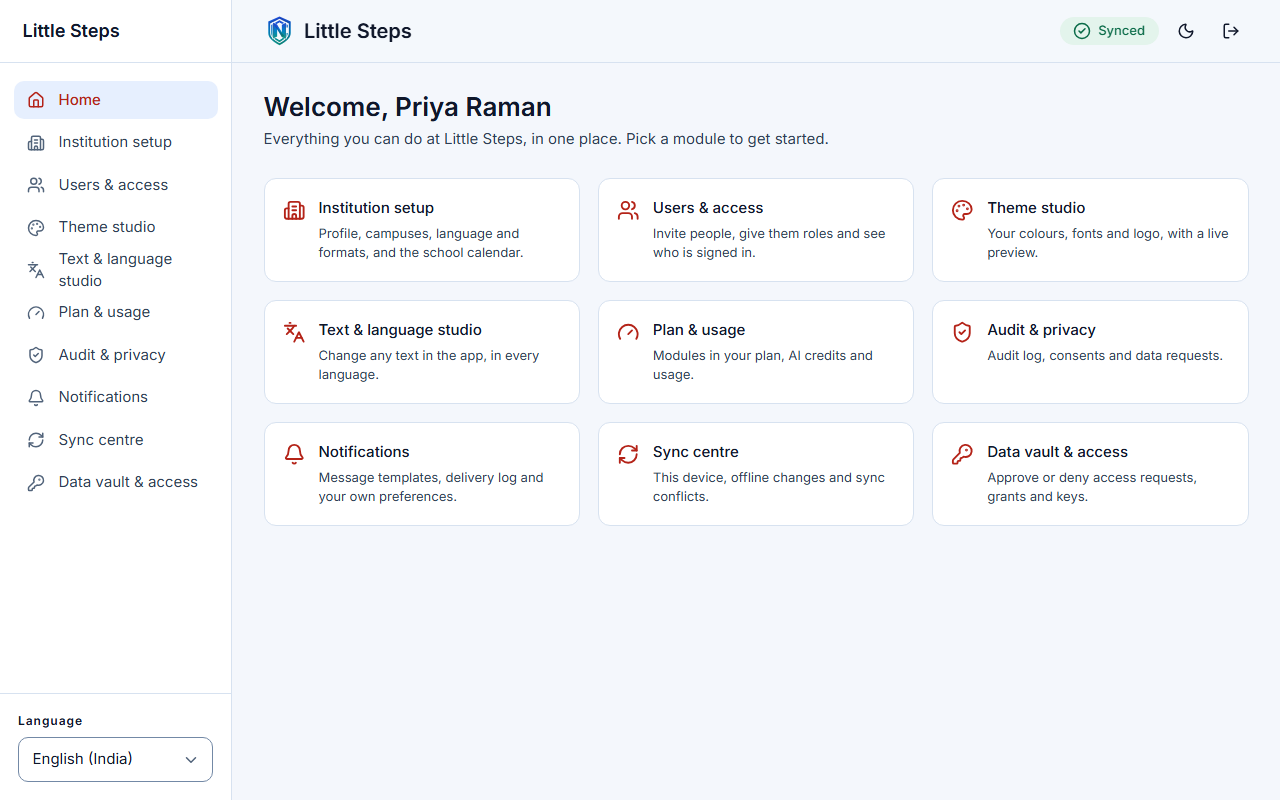 Little Steps
Little Steps
Synced
Home
Institution setup
Users & access
Theme studio
Text & language
studio
Plan & usage
Audit & privacy
Notifications
Sync centre
Data vault & access
Language
English (India)
Welcome, Priya Raman
Everything you can do at Little Steps, in one place. Pick a module to get started.
Institution setup
Profile, campuses, language and
formats, and the school calendar.
Users & access
Invite people, give them roles and see
who is signed in.
Theme studio
Your colours, fonts and logo, with a live
preview.
Text & language studio
Change any text in the app, in every
language.
Plan & usage
Modules in your plan, AI credits and
usage.
Audit & privacy
Audit log, consents and data requests.
Notifications
Message templates, delivery log and
your own preferences.
Sync centre
This device, offline changes and sync
conflicts.
Data vault & access
Approve or deny access requests,
grants and keys.